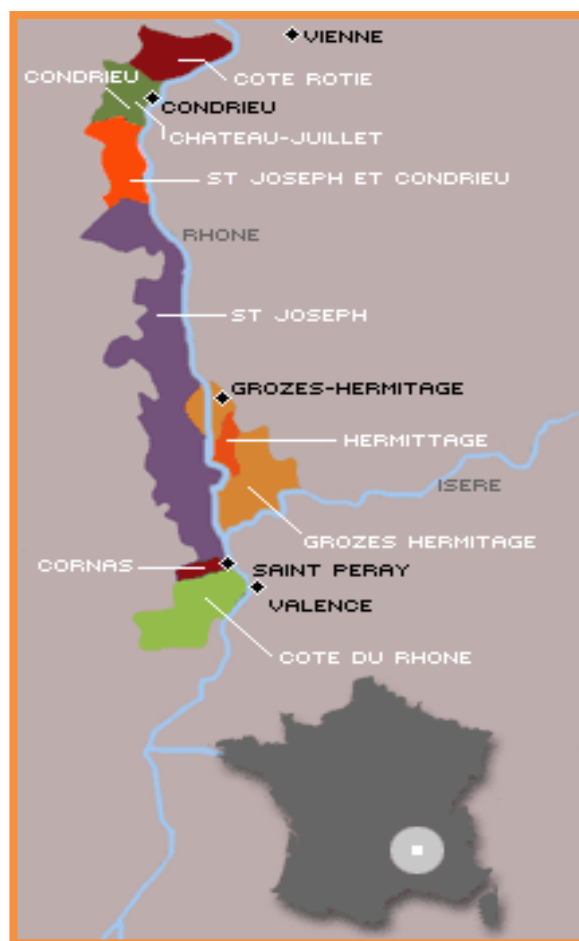 VIENNE
CONDRIEU
COTE ROTIE
CONDRIEU
CHATEAU-JUILLET
ST JOSEPH ET CONDRIEU
RHONE
ST JOSEPH
GROZES-HERMITAGE
HERMITTAGE
ISERE
GROZES HERMITAGE
CORNAS
SAINT PERAY
VALENCE
COTE DU RHONE